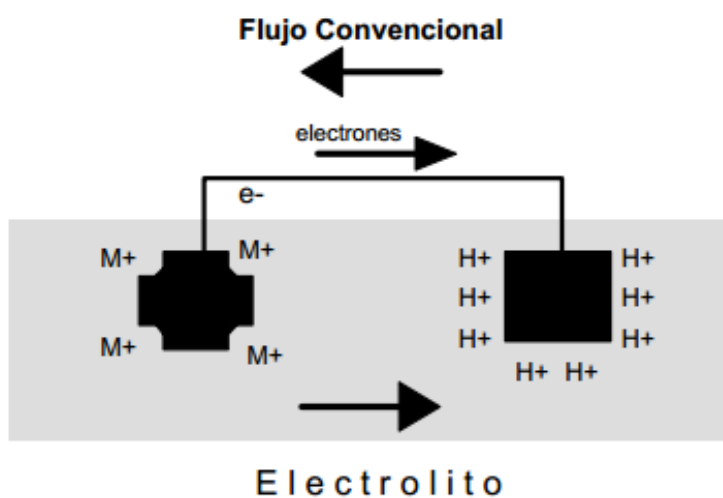 Flujo Convencional
electrones
e-
M+ M+ H+ H+
H+ H+
M+ M+ H+ H+
H+ H+
Electrolito